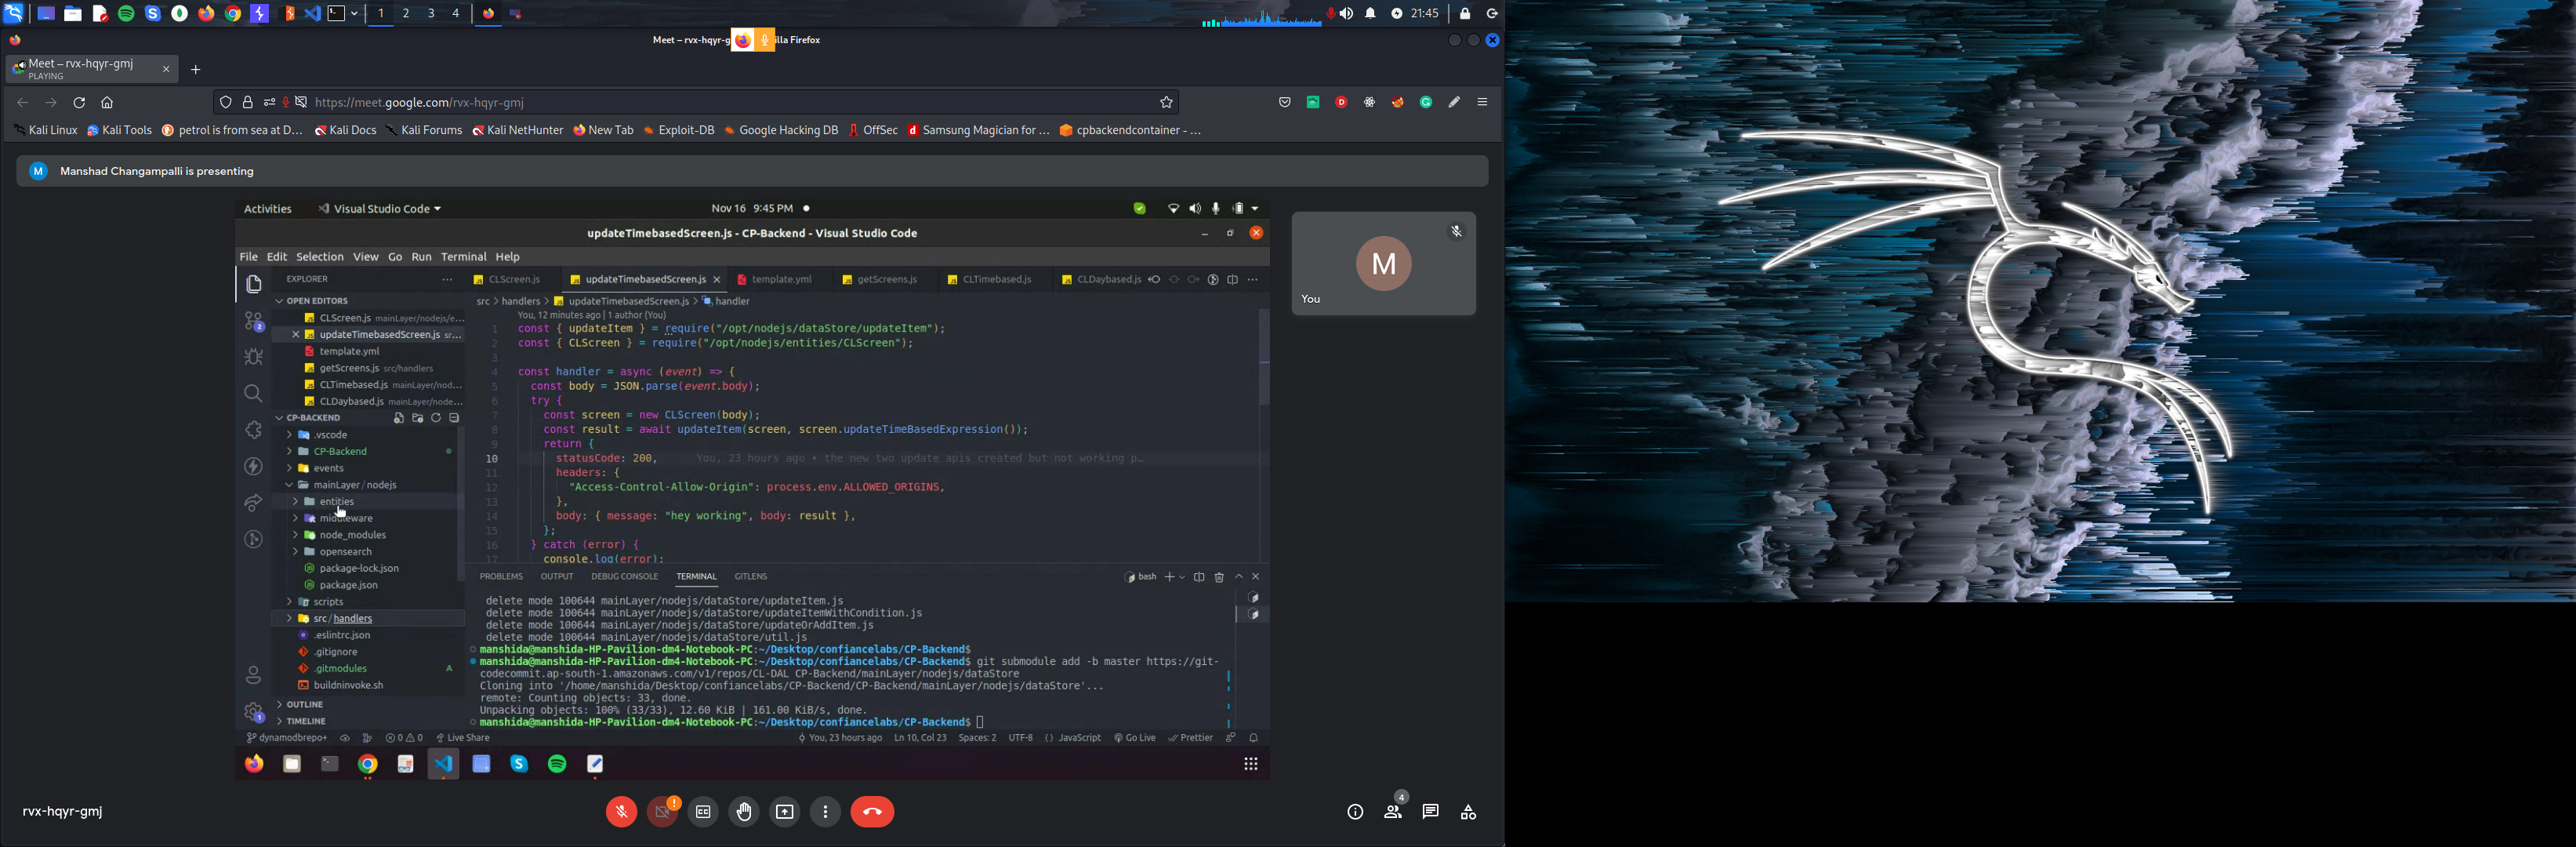 1 2 3 4
21:45
Meet – rvx-hqyr-g
illa Firefox
Meet – rvx-hqyr-gmj
PLAYING
https://meet.google.com/rvx-hqyr-gmj
Kali Linux Kali Tools petrol is from sea at D… Kali Docs Kali Forums Kali NetHunter New Tab Exploit-DB Google Hacking DB OffSec Samsung Magician for … cpbackendcontainer - …
M Manshad Changampalli is presenting
Activities Visual Studio Code Nov 16 9:45 PM
updateTimebasedScreen.js - CP-Backend - Visual Studio Code
File Edit Selection View Go Run Terminal Help
EXPLORER ···
CLScreen.js updateTimebasedScreen.js template.yml getScreens.js CLTimebased.js CLDaybased.js
OPEN EDITORS
CLScreen.js mainLayer/nodejs/e...
updateTimebasedScreen.js sr...
template.yml
getScreens.js src/handlers
CLTimebased.js mainLayer/nod...
CLDaybased.js mainLayer/node...
CP-BACKEND
.vscode
CP-Backend
events
mainLayer/nodejs
entities
middleware
node_modules
opensearch
package-lock.json
package.json
scripts
src/handlers
.eslintrc.json
.gitignore
.gitmodules A
buildninvoke.sh
OUTLINE
TIMELINE
src > handlers > updateTimebasedScreen.js > handler
You, 12 minutes ago | 1 author (You)
1 const { updateItem } = require("/opt/nodejs/dataStore/updateItem");
2 const { CLScreen } = require("/opt/nodejs/entities/CLScreen");
3
4 const handler = async (event) => {
5 const body = JSON.parse(event.body);
6 try {
7 const screen = new CLScreen(body);
8 const result = await updateItem(screen, screen.updateTimeBasedExpression());
9 return {
10 statusCode: 200, You, 23 hours ago • the new two update apis created but not working p…
11 headers: {
12 "Access-Control-Allow-Origin": process.env.ALLOWED_ORIGINS,
13 },
14 body: { message: "hey working", body: result },
15 };
16 } catch (error) {
17 console.log(error);
PROBLEMS OUTPUT DEBUG CONSOLE TERMINAL GITLENS
bash
delete mode 100644 mainLayer/nodejs/dataStore/updateItem.js
delete mode 100644 mainLayer/nodejs/dataStore/updateItemWithCondition.js
delete mode 100644 mainLayer/nodejs/dataStore/updateOrAddItem.js
delete mode 100644 mainLayer/nodejs/dataStore/util.js
manshida@manshida-HP-Pavilion-dm4-Notebook-PC:~/Desktop/confiancelabs/CP-Backend$
manshida@manshida-HP-Pavilion-dm4-Notebook-PC:~/Desktop/confiancelabs/CP-Backend$ git submodule add -b master https://git-
codecommit.ap-south-1.amazonaws.com/v1/repos/CL-DAL CP-Backend/mainLayer/nodejs/dataStore
Cloning into '/home/manshida/Desktop/confiancelabs/CP-Backend/CP-Backend/mainLayer/nodejs/dataStore'...
remote: Counting objects: 33, done.
Unpacking objects: 100% (33/33), 12.60 KiB | 161.00 KiB/s, done.
manshida@manshida-HP-Pavilion-dm4-Notebook-PC:~/Desktop/confiancelabs/CP-Backend$
dynamodbrepo+ 0 0 Live Share You, 23 hours ago Ln 10, Col 23 Spaces: 2 UTF-8 {} JavaScript Go Live Prettier
M
You
rvx-hqyr-gmj
4